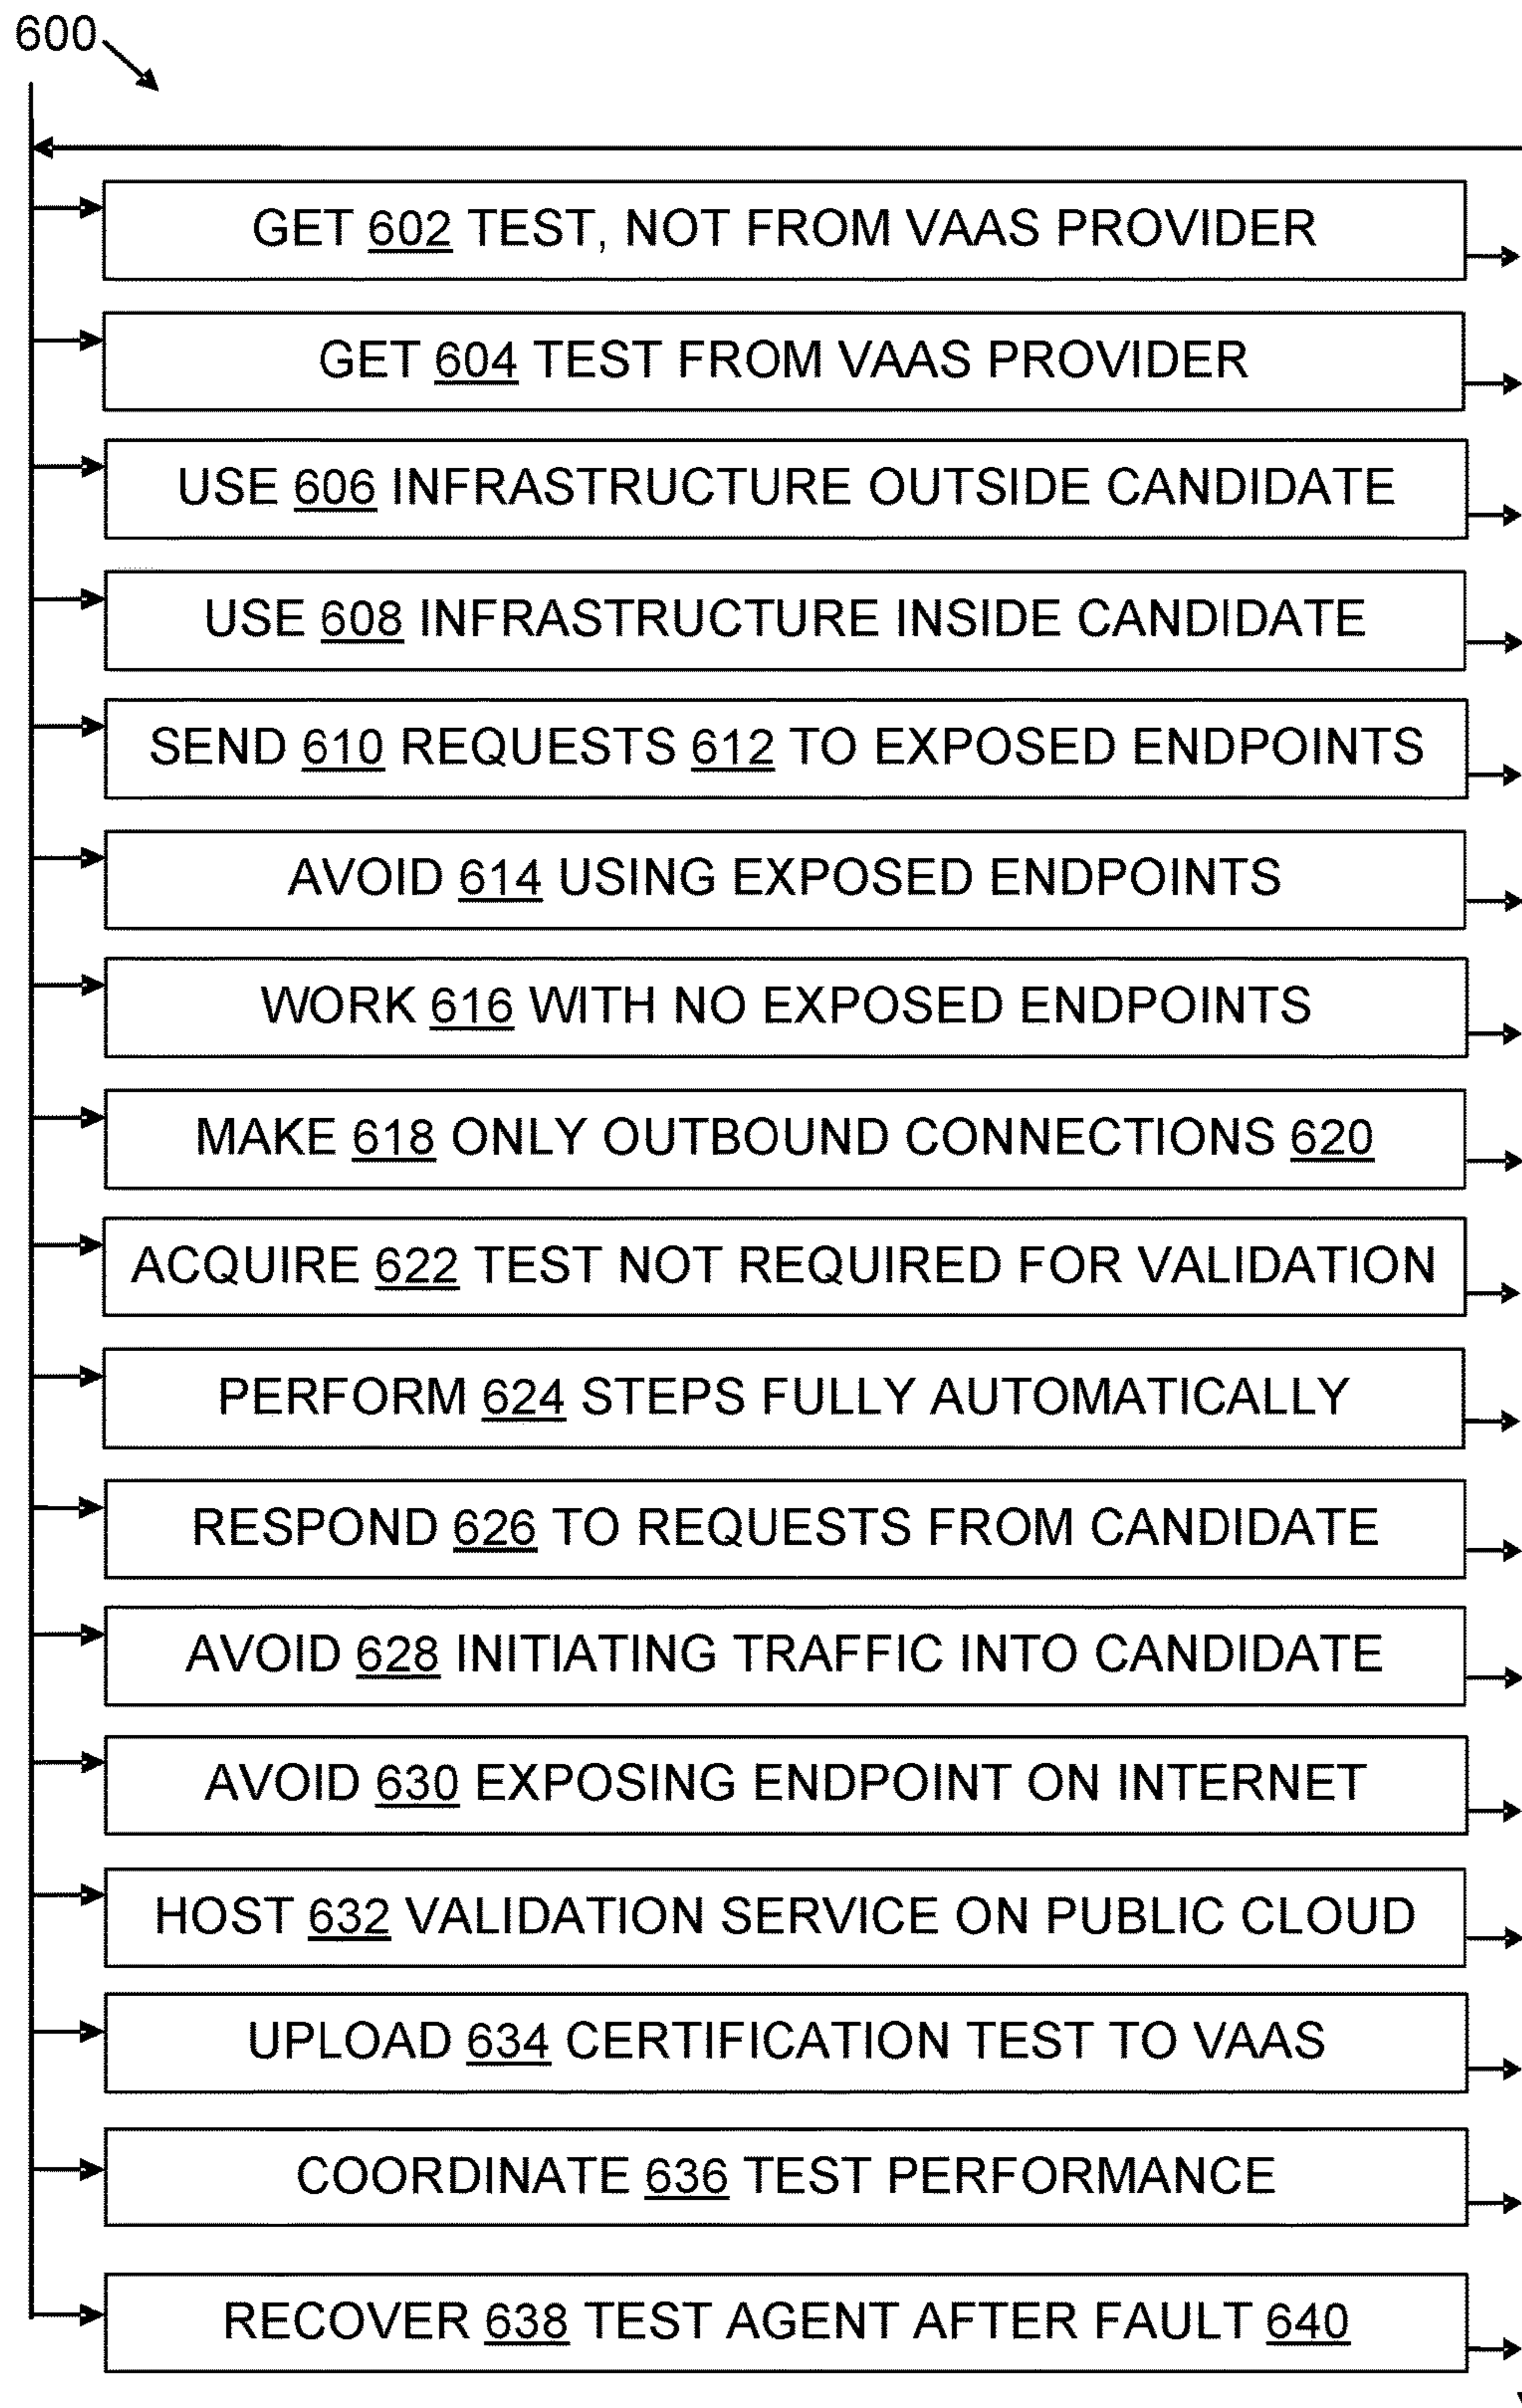 600
GET 602 TEST, NOT FROM VAAS PROVIDER
GET 604 TEST FROM VAAS PROVIDER
USE 606 INFRASTRUCTURE OUTSIDE CANDIDATE
USE 608 INFRASTRUCTURE INSIDE CANDIDATE
SEND 610 REQUESTS 612 TO EXPOSED ENDPOINTS
AVOID 614 USING EXPOSED ENDPOINTS
WORK 616 WITH NO EXPOSED ENDPOINTS
MAKE 618 ONLY OUTBOUND CONNECTIONS 620
ACQUIRE 622 TEST NOT REQUIRED FOR VALIDATION
PERFORM 624 STEPS FULLY AUTOMATICALLY
RESPOND 626 TO REQUESTS FROM CANDIDATE
AVOID 628 INITIATING TRAFFIC INTO CANDIDATE
AVOID 630 EXPOSING ENDPOINT ON INTERNET
HOST 632 VALIDATION SERVICE ON PUBLIC CLOUD
UPLOAD 634 CERTIFICATION TEST TO VAAS
COORDINATE 636 TEST PERFORMANCE
RECOVER 638 TEST AGENT AFTER FAULT 640